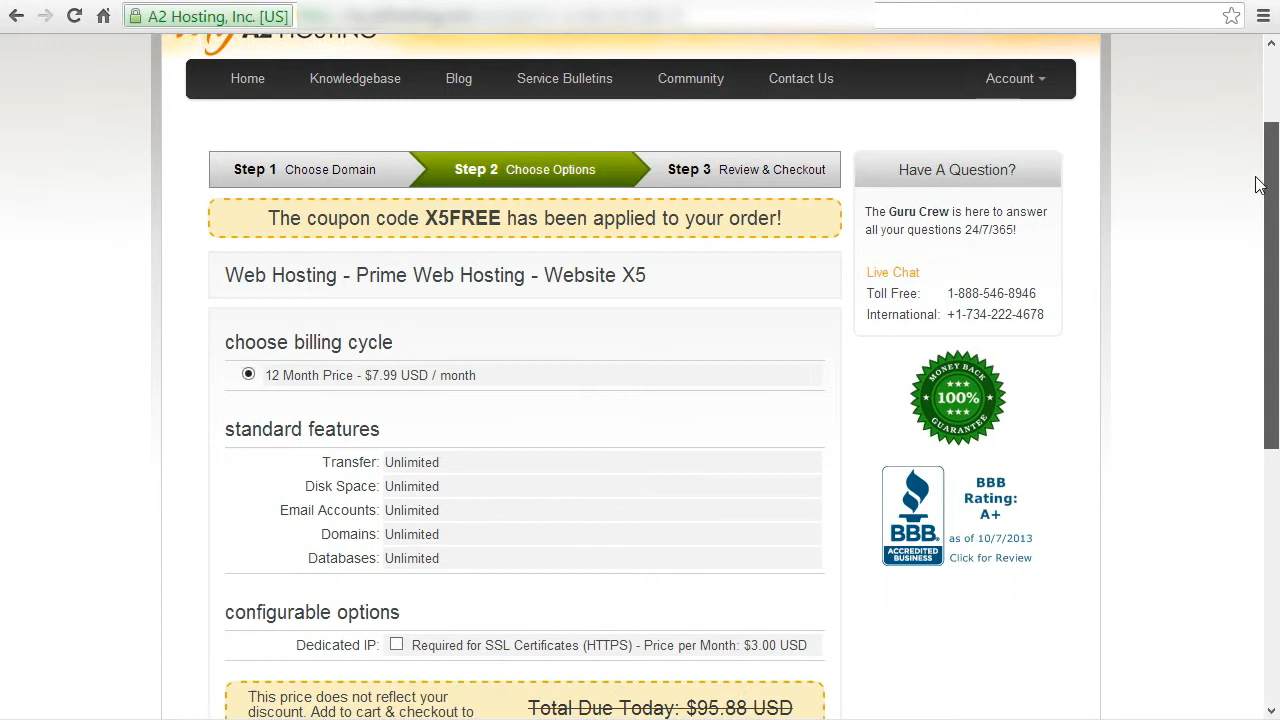 A2 Hosting, Inc. [US]
My A2 HOSTING
Home Knowledgebase Blog Service Bulletins Community Contact Us Account
Step 1 Choose Domain Step 2 Choose Options Step 3 Review & Checkout
The coupon code X5FREE has been applied to your order!
Web Hosting - Prime Web Hosting - Website X5
choose billing cycle
12 Month Price - $7.99 USD / month
standard features
Transfer: Unlimited
Disk Space: Unlimited
Email Accounts: Unlimited
Domains: Unlimited
Databases: Unlimited
configurable options
Dedicated IP: Required for SSL Certificates (HTTPS) - Price per Month: $3.00 USD
This price does not reflect your
discount. Add to cart & checkout to
Total Due Today: $95.88 USD
Have A Question?
The Guru Crew is here to answer
all your questions 24/7/365!
Live Chat
Toll Free: 1-888-546-8946
International: +1-734-222-4678
MONEY BACK
100%
GUARANTEE
BBB
Rating:
A+
BBB.
ACCREDITED
BUSINESS
as of 10/7/2013
Click for Review